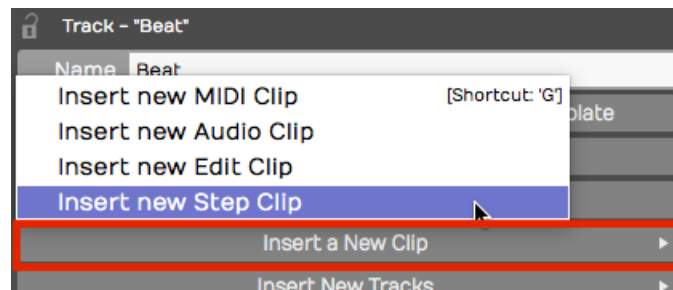 Track - "Beat"
Name Beat
Insert new MIDI Clip [Shortcut: 'G']
Insert new Audio Clip
plate
Insert new Edit Clip
Insert new Step Clip
Insert a New Clip
Insert New Tracks